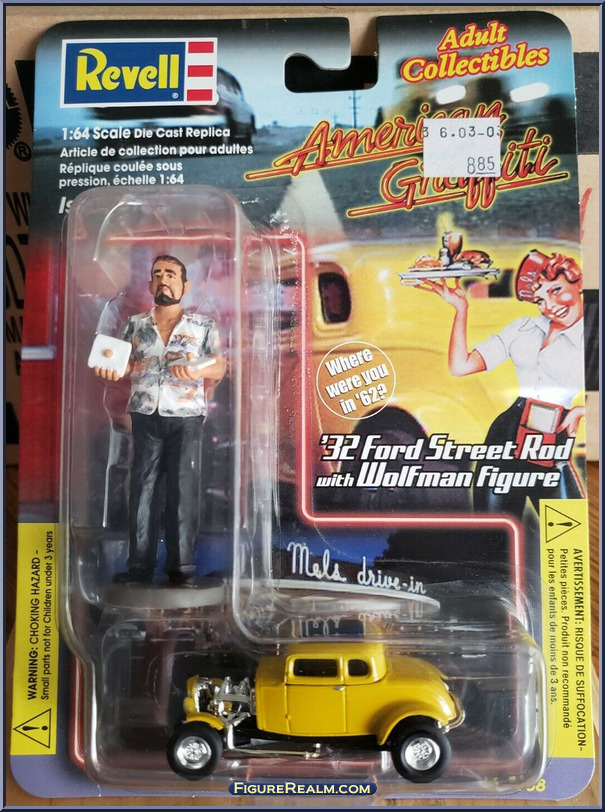 Revell
Adult
Collectibles
1:64 Scale Die Cast Replica
Article de collection pour adultes
Réplique coulée sous
pression, échelle 1:64
American
Graffiti
885
Where
were you
in '62?
'32 Ford Street Rod
with Wolfman Figure
Mels drive-in
WARNING: CHOKING HAZARD –
Small parts not for Children under 3 years
AVERTISSEMENT: RISQUE DE SUFFOCATION-
Petites pièces. Produit non recommandé
pour les enfants de moins de 3 ans.
FigureRealm.com